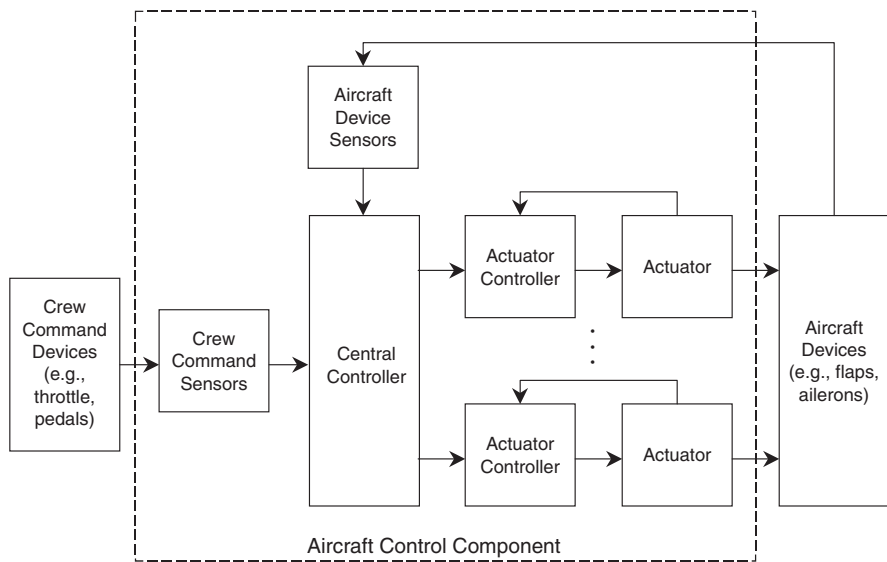 Aircraft
Device
Sensors
Crew
Command
Devices
(e.g.,
throttle,
pedals)
Crew
Command
Sensors
Central
Controller
Actuator
Controller
Actuator
Actuator
Controller
Actuator
Aircraft
Devices
(e.g., flaps,
ailerons)
Aircraft Control Component